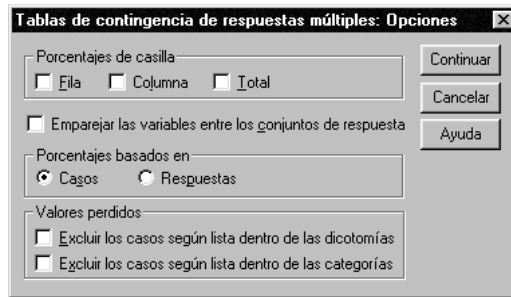 Tablas de contingencia de respuestas múltiples: Opciones
Porcentajes de casilla
Fila Columna Total
Continuar
Cancelar
Emparejar las variables entre los conjuntos de respuesta
Ayuda
Porcentajes basados en
Casos Respuestas
Valores perdidos
Excluir los casos según lista dentro de las dicotomías
Excluir los casos según lista dentro de las categorías